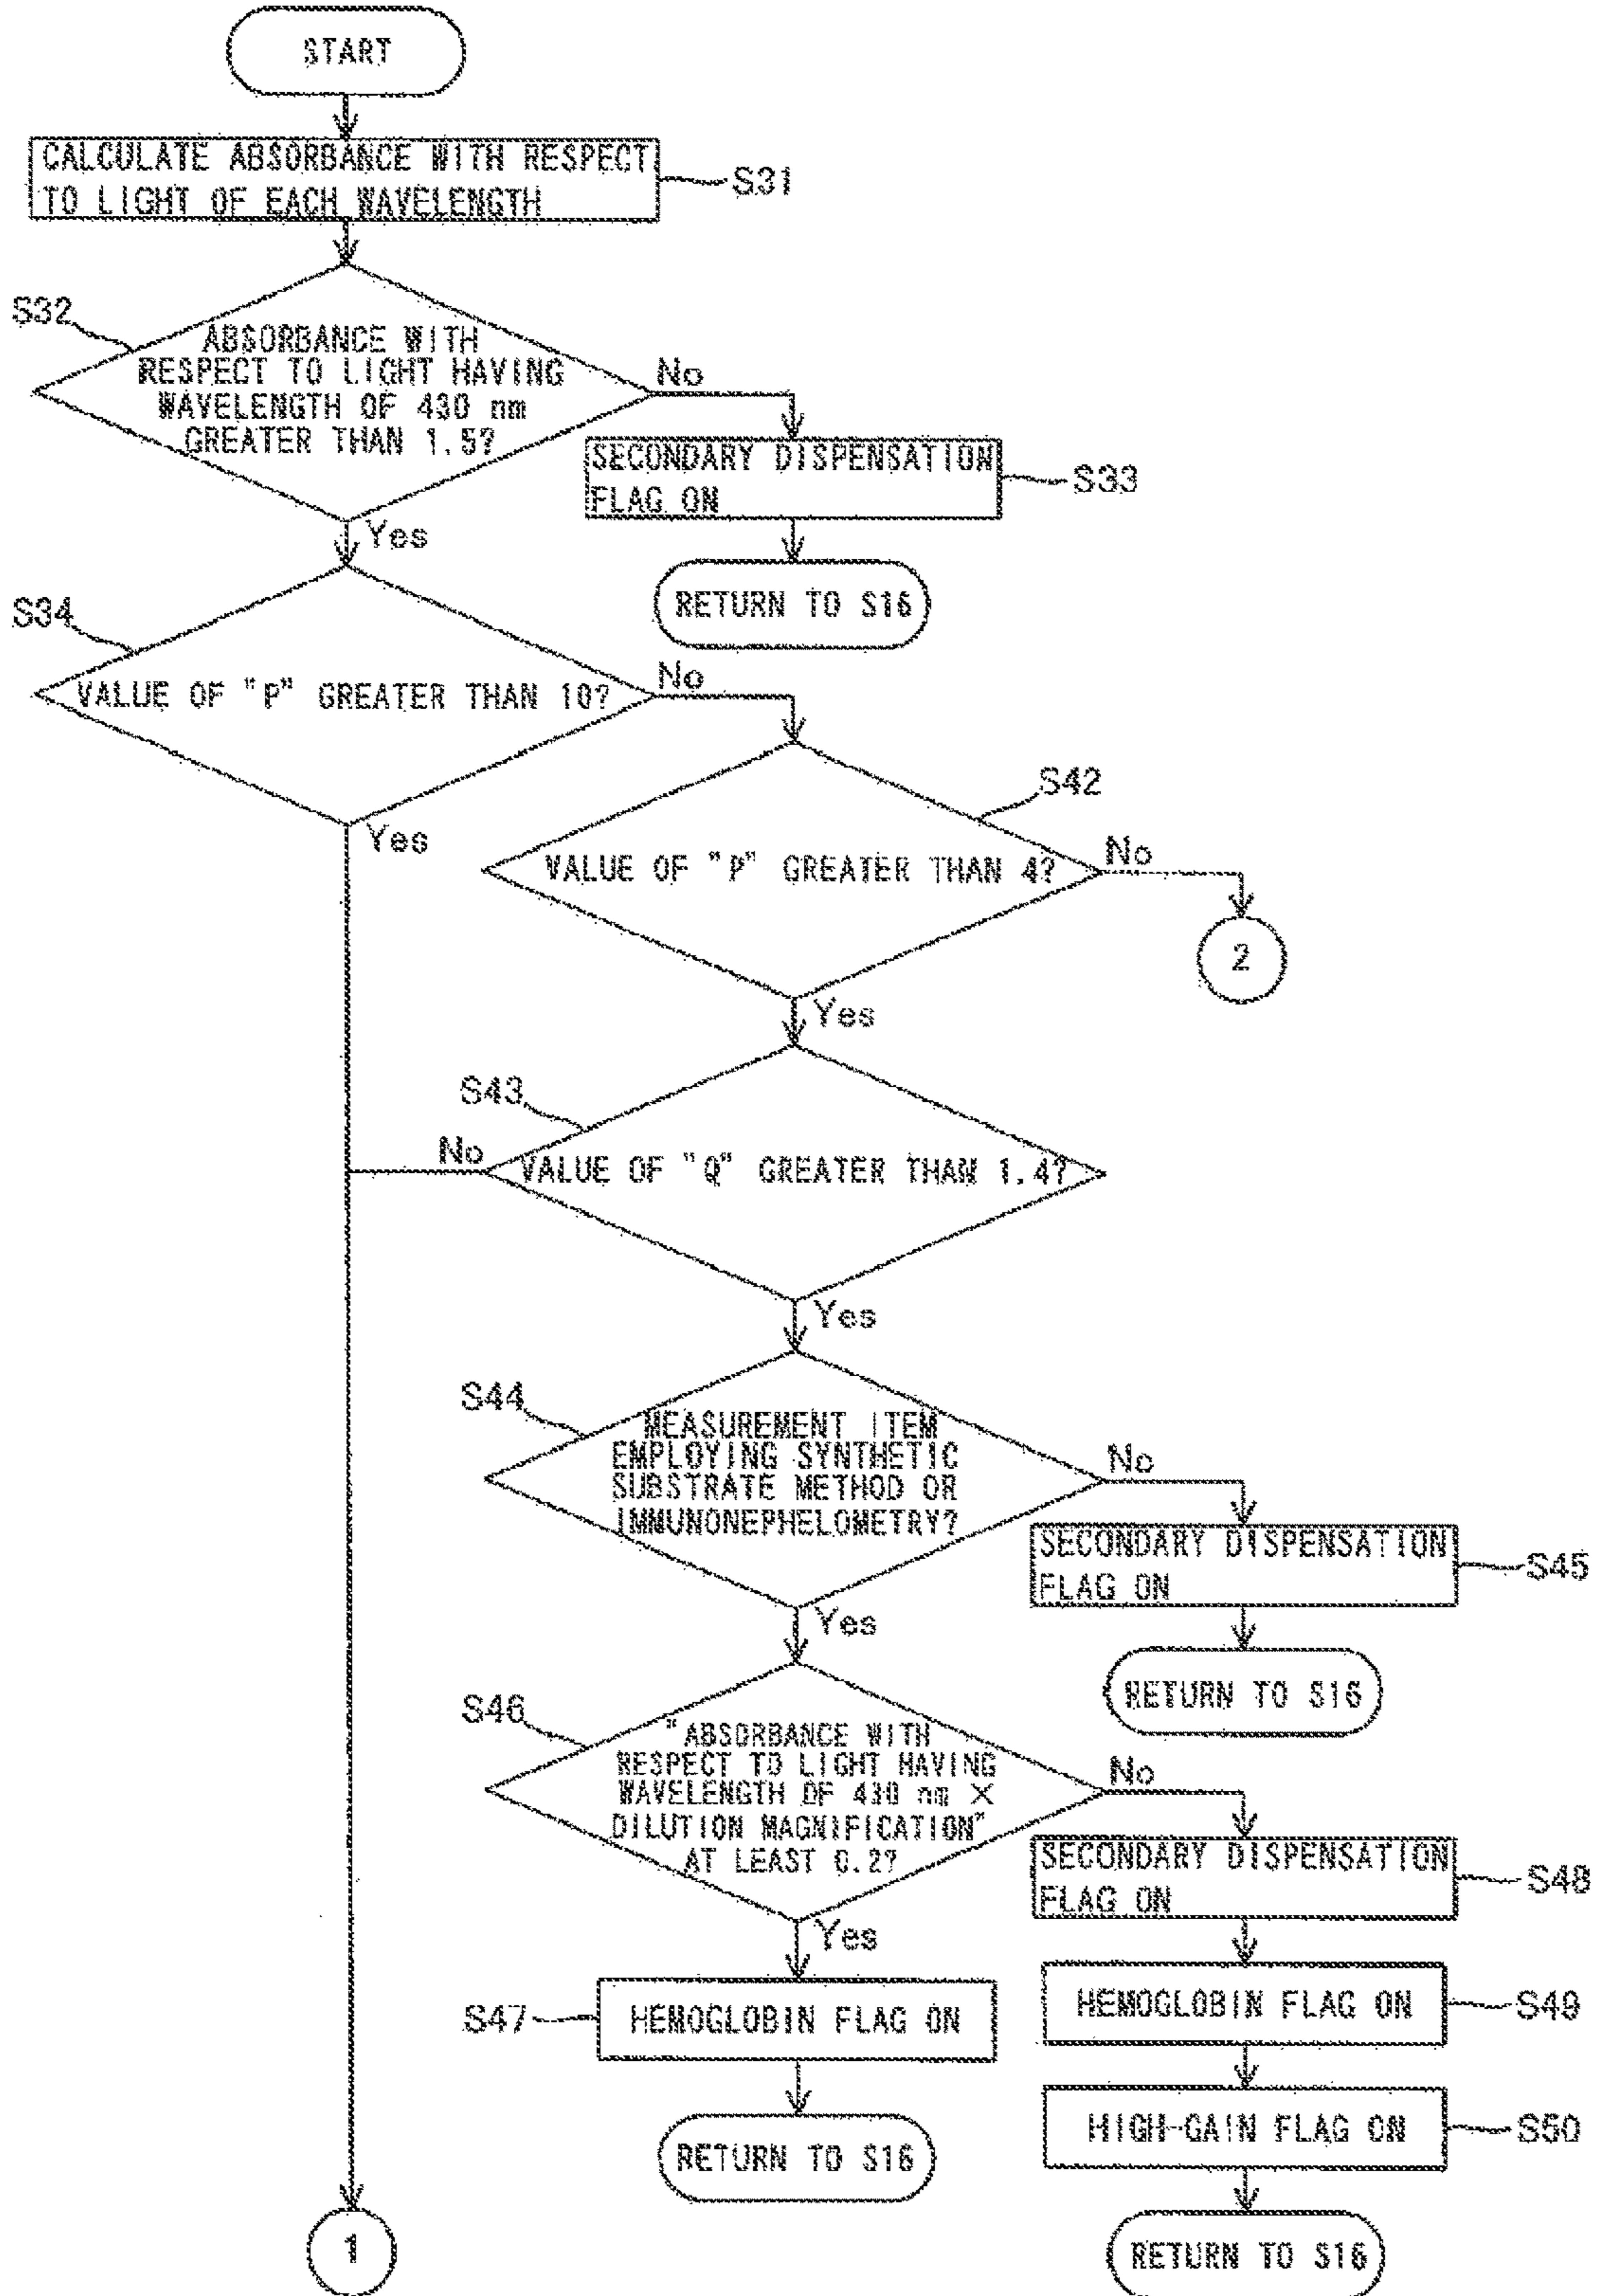 START
CALCULATE ABSORBANCE WITH RESPECT
TO LIGHT OF EACH WAVELENGTH
S31
S32
ABSORBANCE WITH
RESPECT TO LIGHT HAVING
WAVELENGTH OF 430 nm
GREATER THAN 1.5?
No
SECONDARY DISPENSATION
FLAG ON
S33
Yes
RETURN TO S16
S34
VALUE OF "P" GREATER THAN 10?
No
Yes
S42
VALUE OF "P" GREATER THAN 4?
No
2
Yes
S43
No
VALUE OF "Q" GREATER THAN 1.4?
Yes
S44
MEASUREMENT ITEM
EMPLOYING SYNTHETIC
SUBSTRATE METHOD OR
IMMUNONEPHELOMETRY?
No
SECONDARY DISPENSATION
FLAG ON
S45
Yes
RETURN TO S16
S46
"ABSORBANCE WITH
RESPECT TO LIGHT HAVING
WAVELENGTH OF 430 nm ×
DILUTION MAGNIFICATION"
AT LEAST 0.2?
No
SECONDARY DISPENSATION
FLAG ON
S48
Yes
S47
HEMOGLOBIN FLAG ON
HEMOGLOBIN FLAG ON
S49
HIGH-GAIN FLAG ON
S50
RETURN TO S16
1
RETURN TO S16